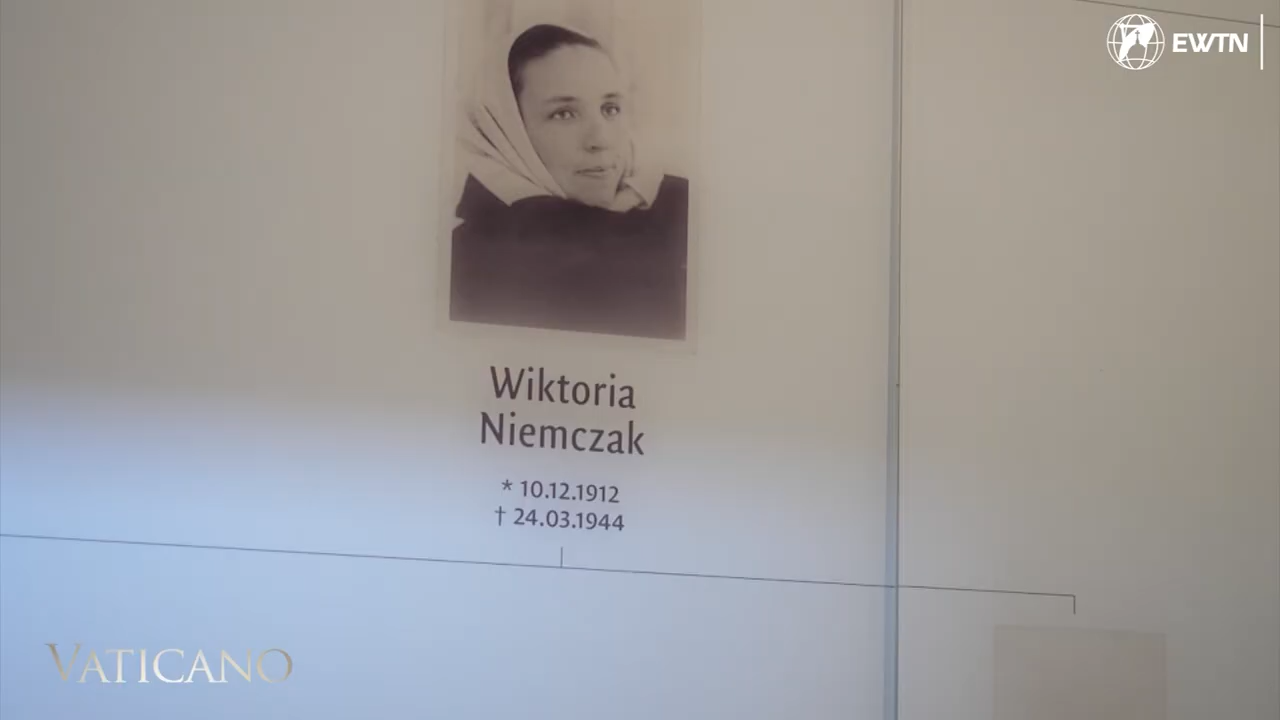 EWTN
Wiktoria
Niemczak
* 10.12.1912
† 24.03.1944
VATICANO